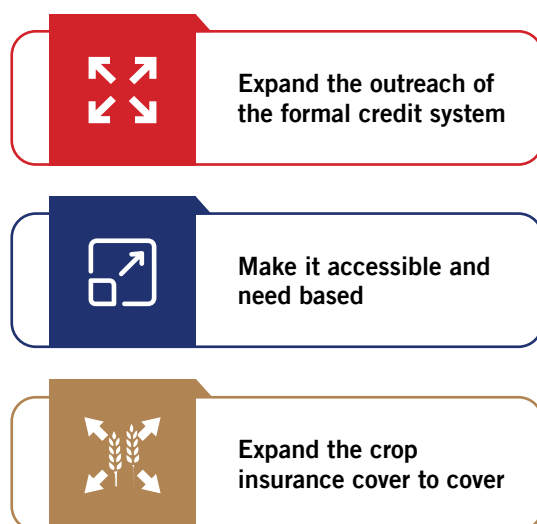 Expand the outreach of
the formal credit system
Make it accessible and
need based
Expand the crop
insurance cover to cover